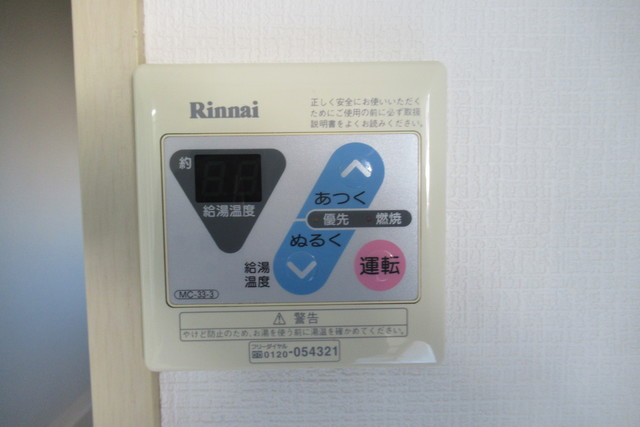 Rinnai
正しく安全にお使いいただく
ためにご使用の前に必ず取扱
説明書をよくお読みください。
約
給湯温度
あつく
優先 燃焼
ぬるく
給湯
温度
運転
MC-33-3
⚠ 警告
やけど防止のため、お湯を使う前に湯温を確かめてください。
フリーダイヤル
0120-054321